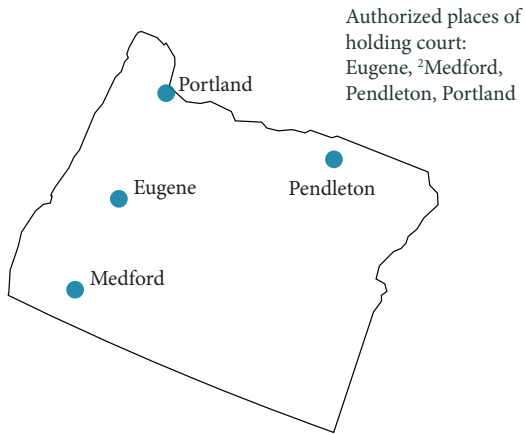 Authorized places of
holding court:
Eugene, ²Medford,
Pendleton, Portland
Portland
Pendleton
Eugene
Medford